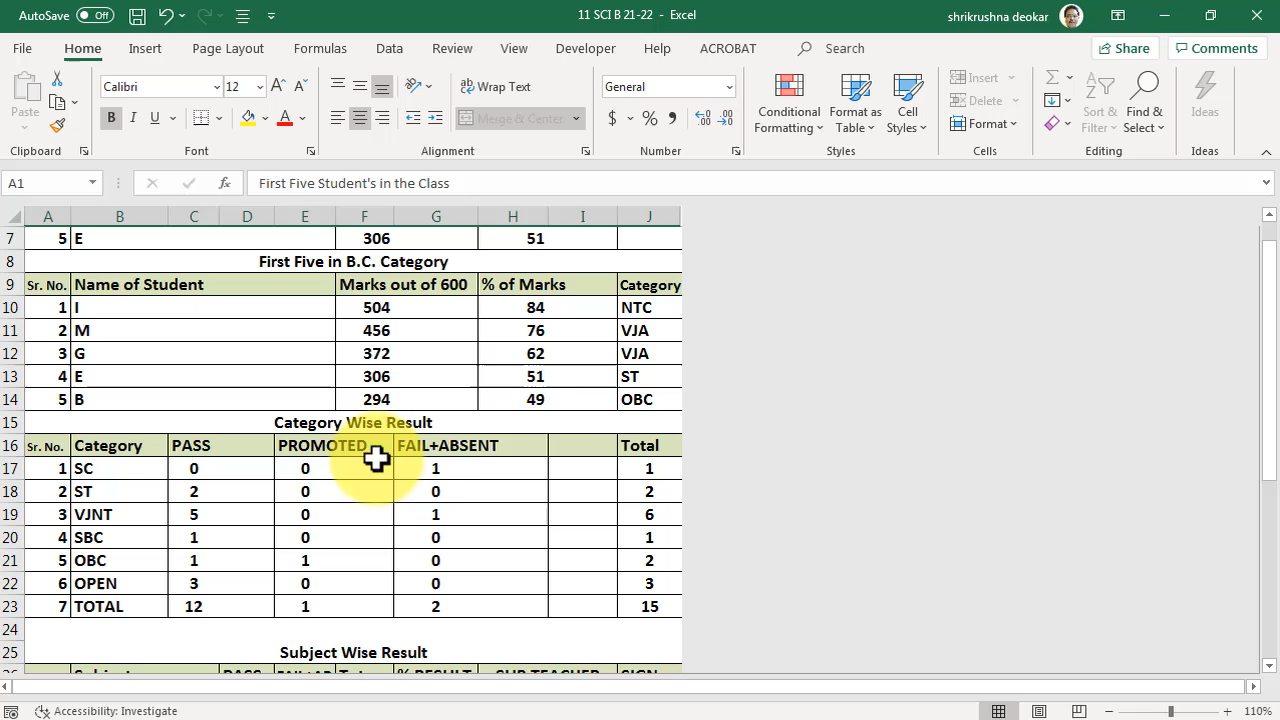 AutoSave Off 11 SCI B 21-22 - Excel shrikrushna deokar
File Home Insert Page Layout Formulas Data Review View Developer Help ACROBAT Search Share Comments
Paste Calibri 12 A A Wrap Text General Conditional Formatting Format as Table Cell Styles Insert Delete Format Sort & Filter Find & Select Ideas
B I U A Merge & Center $ % ,
Clipboard Font Alignment Number Styles Cells Editing Ideas
A1 fx First Five Student's in the Class
A B C D E F G H I J
7 5 E 306 51
8 First Five in B.C. Category
9 Sr. No. Name of Student Marks out of 600 % of Marks Category
10 1 I 504 84 NTC
11 2 M 456 76 VJA
12 3 G 372 62 VJA
13 4 E 306 51 ST
14 5 B 294 49 OBC
15 Category Wise Result
16 Sr. No. Category PASS PROMOTED FAIL+ABSENT Total
17 1 SC 0 0 1 1
18 2 ST 2 0 0 2
19 3 VJNT 5 0 1 6
20 4 SBC 1 0 0 1
21 5 OBC 1 1 0 2
22 6 OPEN 3 0 0 3
23 7 TOTAL 12 1 2 15
24
25 Subject Wise Result
26 Subject PASS FAIL+AB Total % RESULT SUB TEACHER SIGN
Accessibility: Investigate 110%